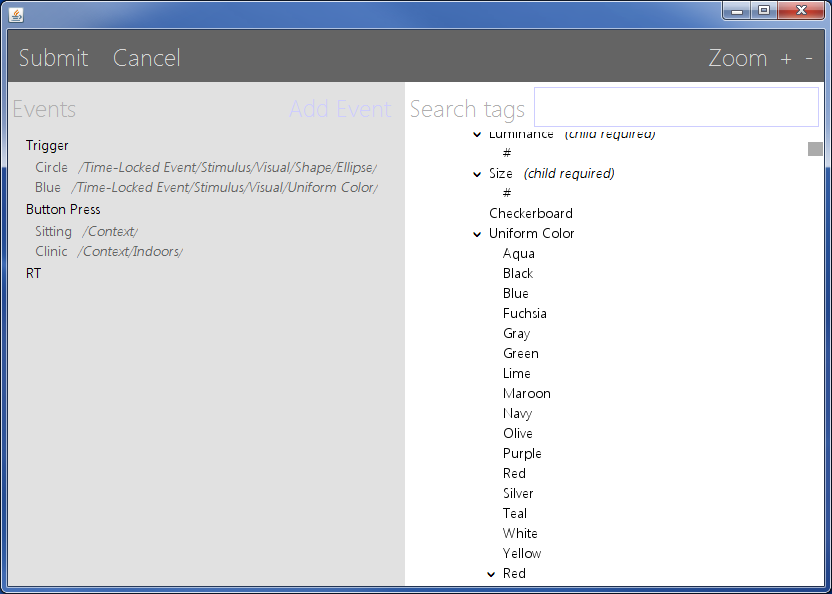 Submit Cancel Zoom + -
Events Add Event
Trigger
Circle /Time-Locked Event/Stimulus/Visual/Shape/Ellipse/
Blue /Time-Locked Event/Stimulus/Visual/Uniform Color/
Button Press
Sitting /Context/
Clinic /Context/Indoors/
RT
Search tags
Luminance (child required)
#
Size (child required)
#
Checkerboard
Uniform Color
Aqua
Black
Blue
Fuchsia
Gray
Green
Lime
Maroon
Navy
Olive
Purple
Red
Silver
Teal
White
Yellow
Red